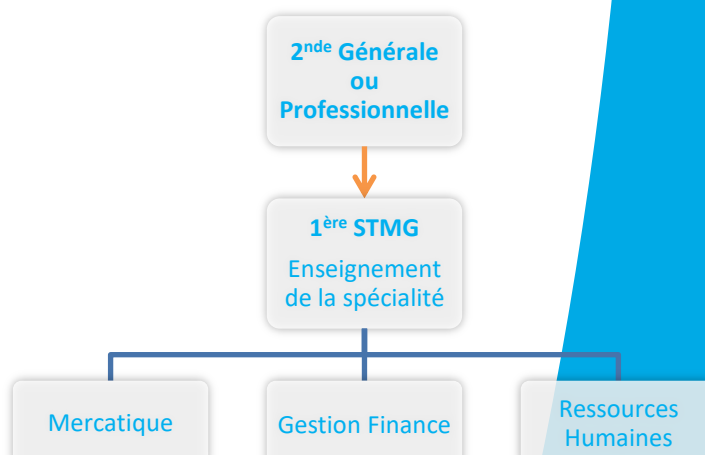 2nde Générale
ou
Professionnelle
1ère STMG
Enseignement
de la spécialité
Mercatique
Gestion Finance
Ressources
Humaines